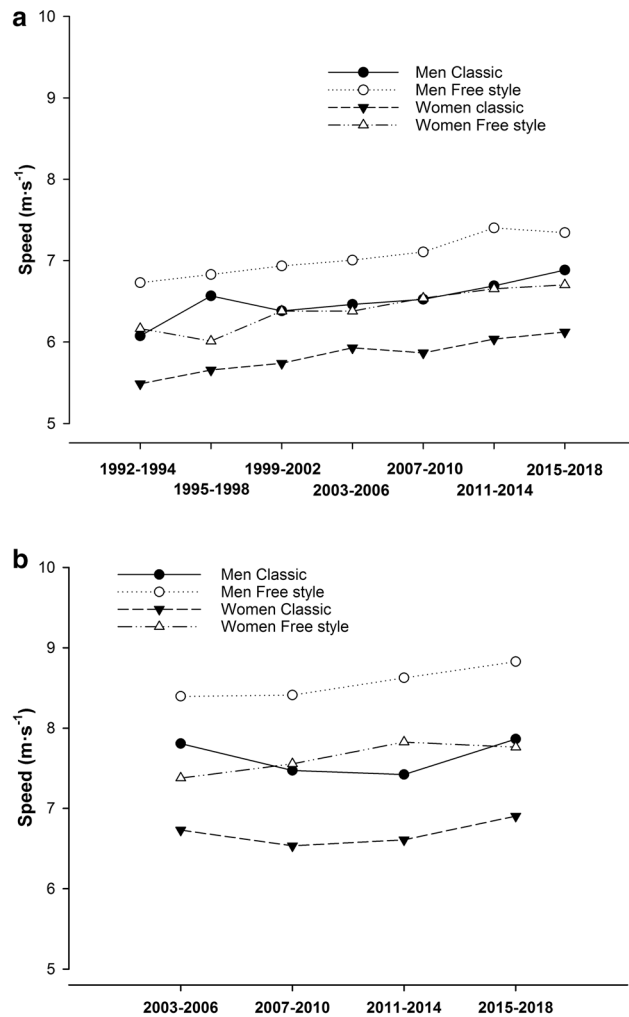 a
10
9
8
7
6
5
Speed (m·s⁻¹)
Men Classic
Men Free style
Women classic
Women Free style
1992-1994
1995-1998
1999-2002
2003-2006
2007-2010
2011-2014
2015-2018
b
10
9
8
7
6
5
Speed (m·s⁻¹)
Men Classic
Men Free style
Women Classic
Women Free style
2003-2006
2007-2010
2011-2014
2015-2018